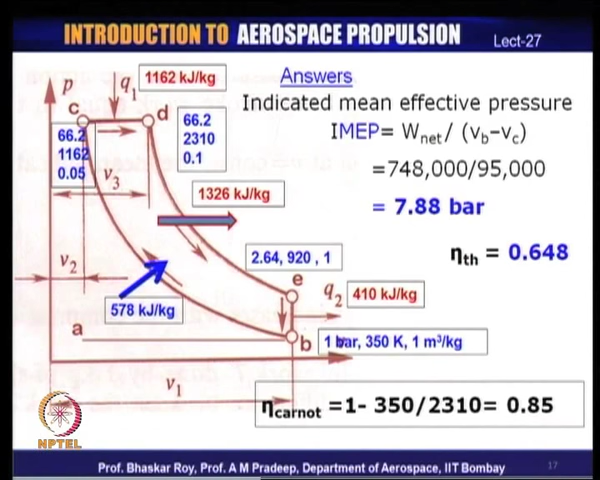 INTRODUCTION TO AEROSPACE PROPULSION
Lect-27
p
q1
1162 kJ/kg
c
d
66.2
1162
0.05
66.2
2310
0.1
v3
1326 kJ/kg
v2
2.64, 920 , 1
e
578 kJ/kg
q2
410 kJ/kg
a
b
1 bar, 350 K, 1 m³/kg
v1
Answers
Indicated mean effective pressure
IMEP= Wnet/ (vb-vc)
=748,000/95,000
= 7.88 bar
ηth = 0.648
ηcarnot =1- 350/2310= 0.85
NPTEL
Prof. Bhaskar Roy, Prof. A M Pradeep, Department of Aerospace, IIT Bombay
17